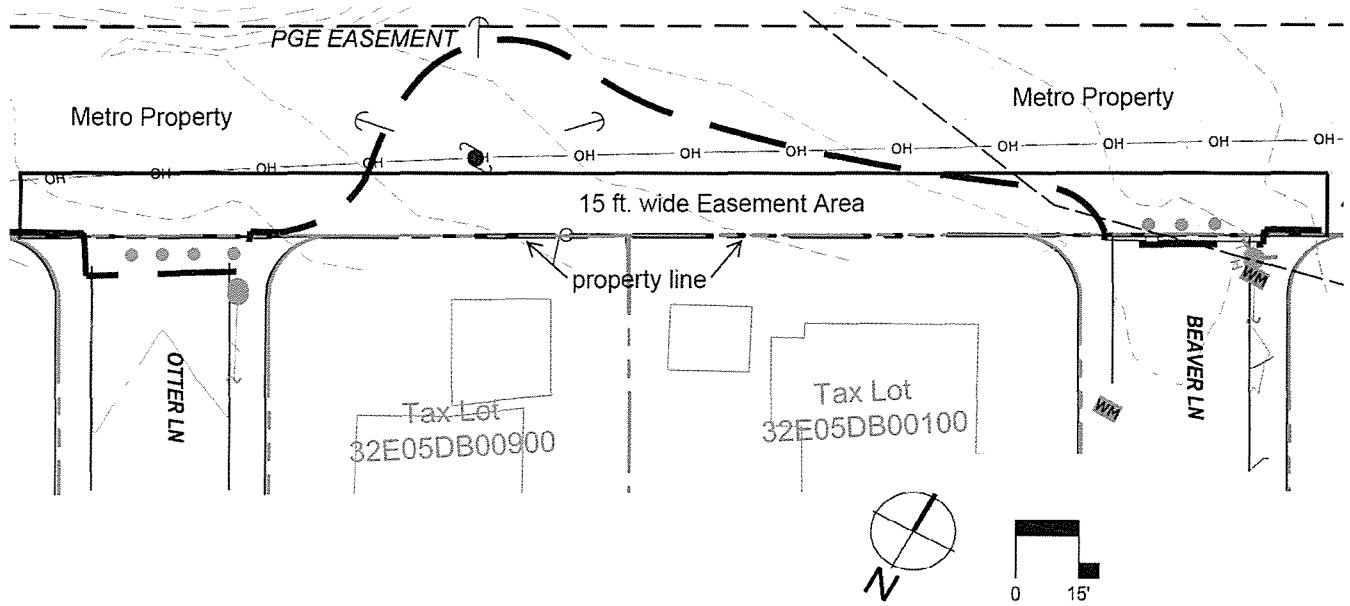 PGE EASEMENT
Metro Property
Metro Property
OH OH OH OH OH OH OH OH OH OH OH OH OH
15 ft. wide Easement Area
property line
WM
OTTER LN
BEAVER LN
Tax Lot
32E05DB00900
Tax Lot
32E05DB00100
WM
N
0 15'